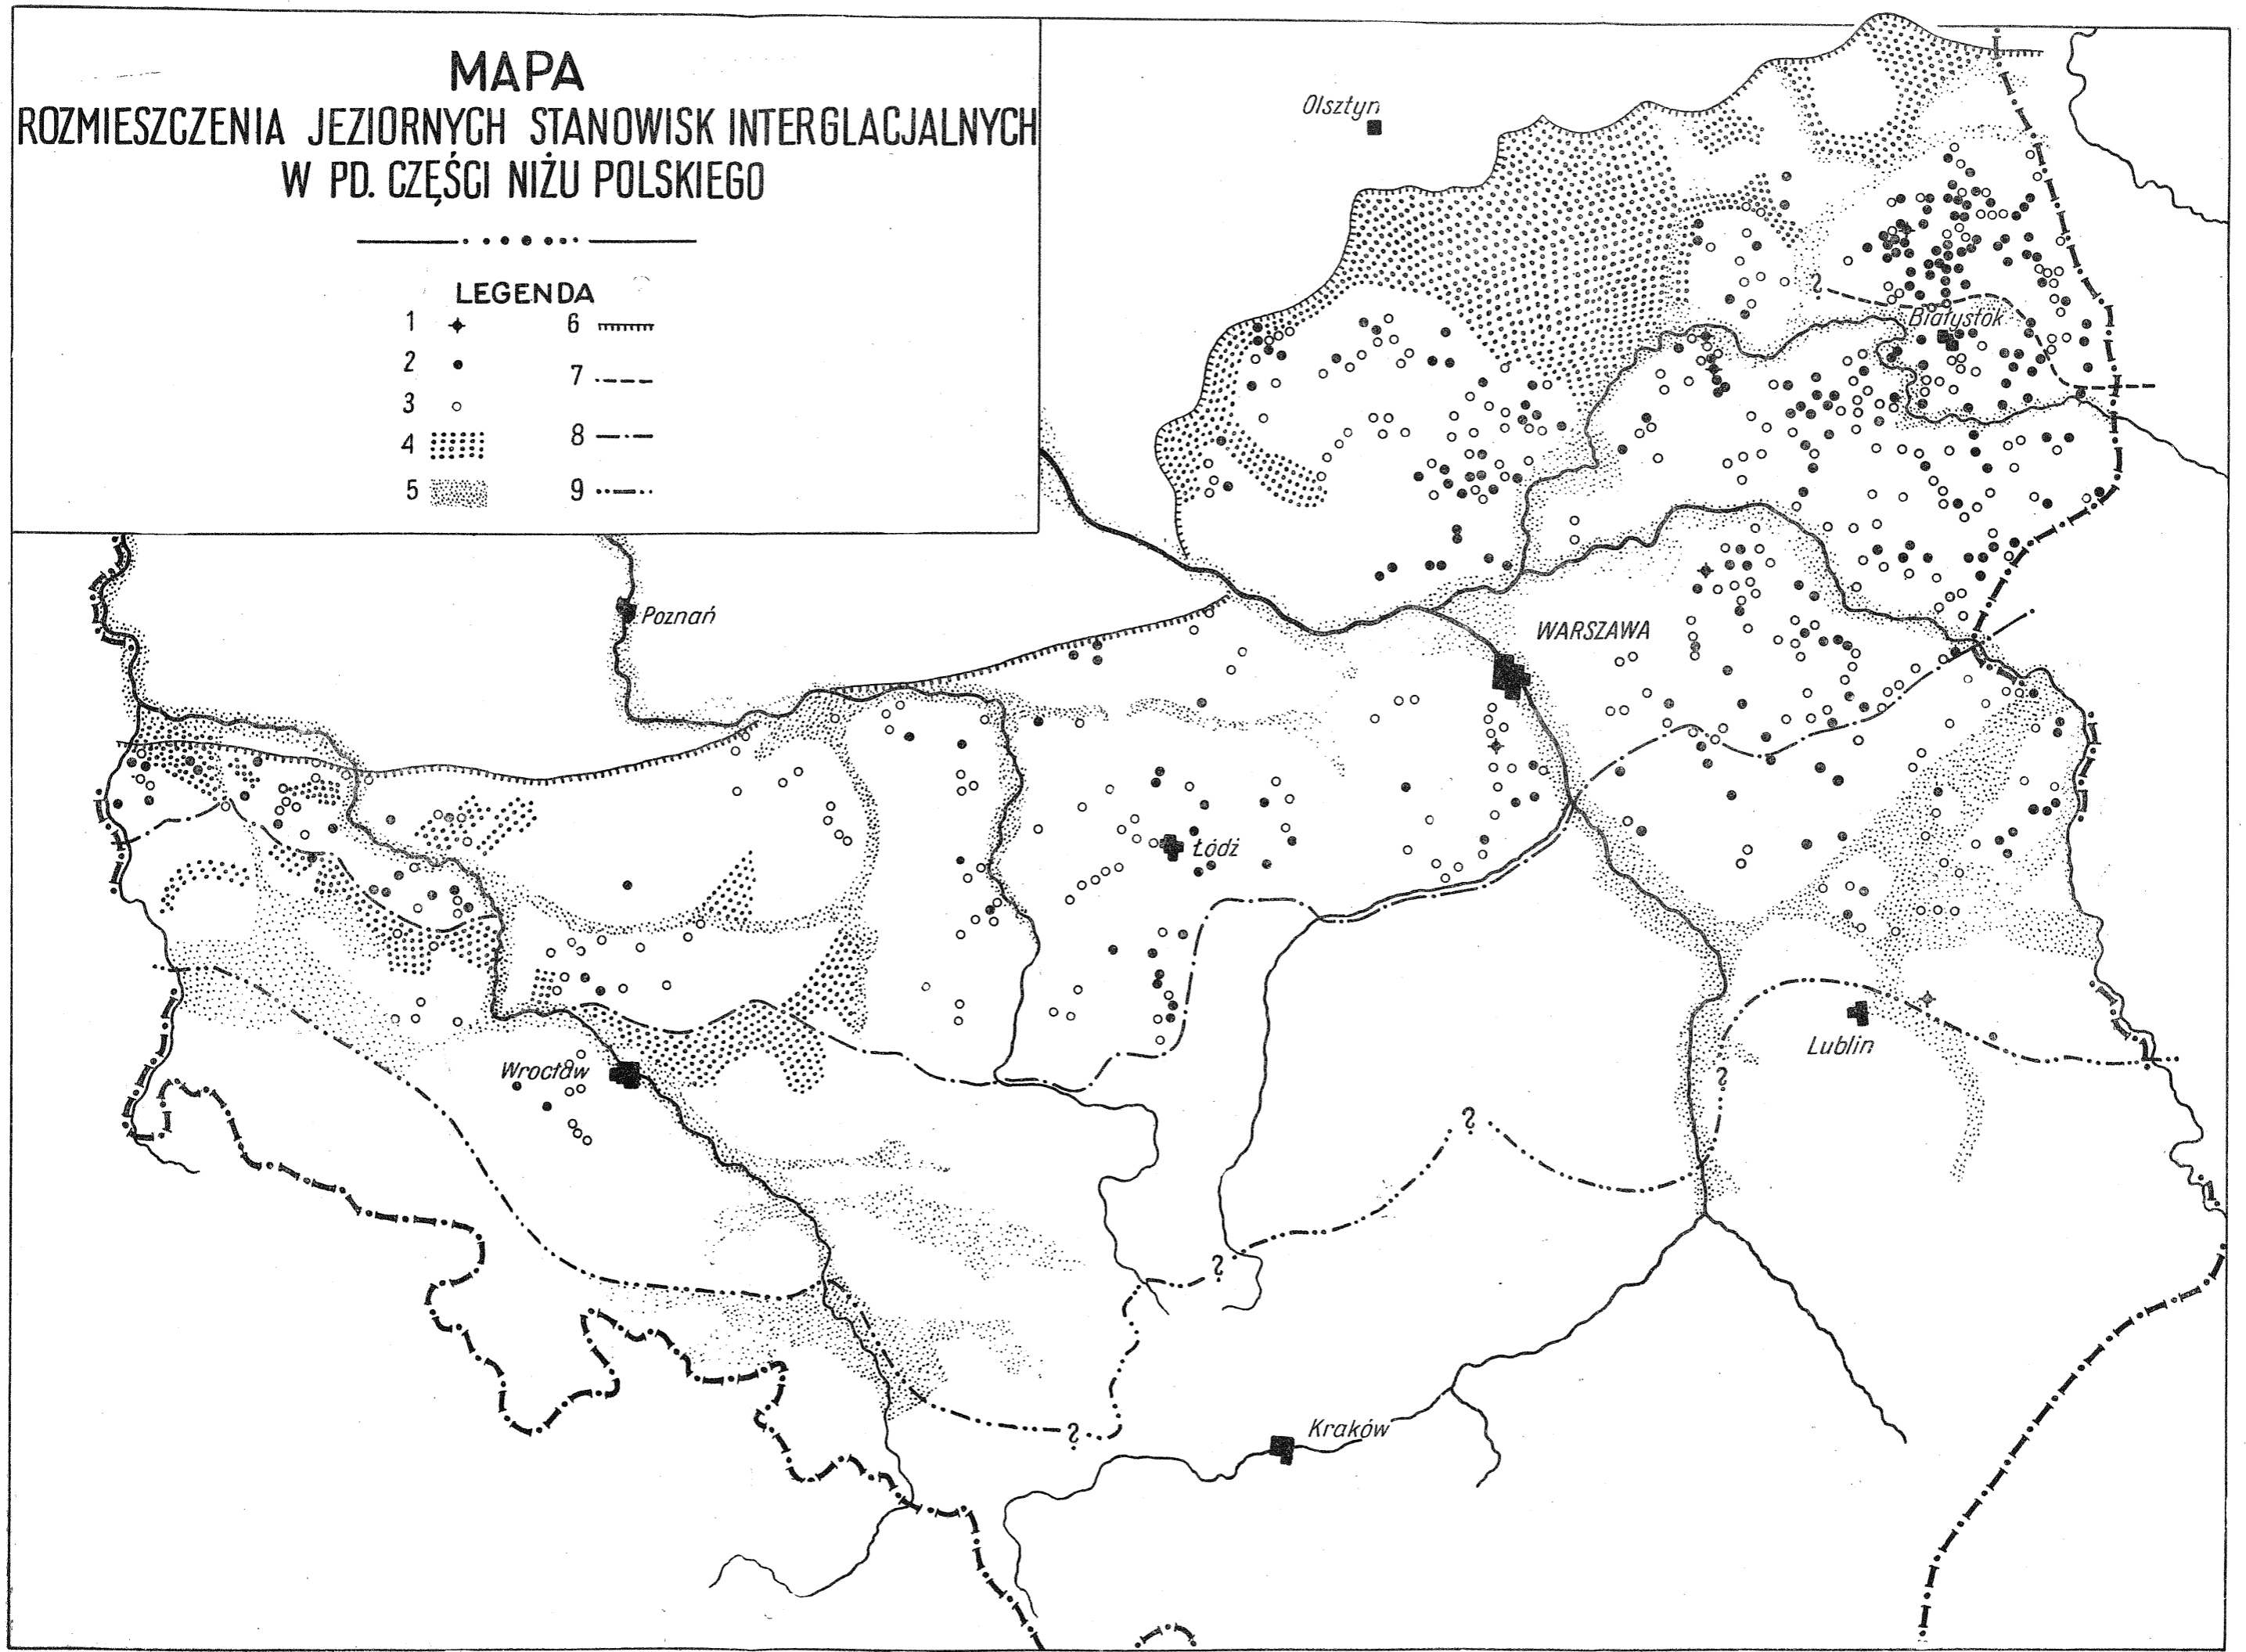 MAPA
ROZMIESZCZENIA JEZIORNYCH STANOWISK INTERGLACJALNYCH
W PD. CZĘŚCI NIŻU POLSKIEGO
LEGENDA
1
2
3
4
5
6
7
8
9
Olsztyn
?
Białystok
Poznań
WARSZAWA
Łódź
Lublin
Wrocław
?
?
?
?
Kraków